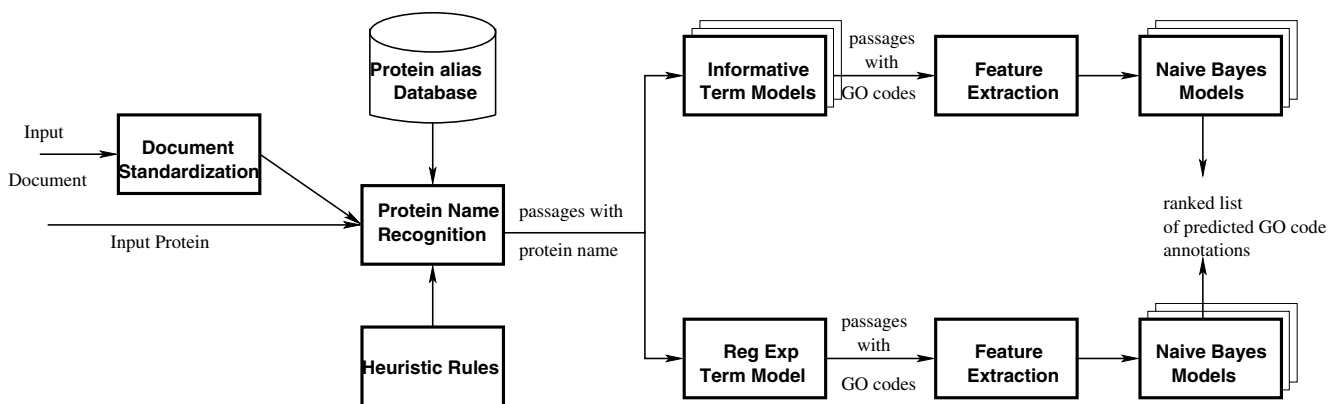 Protein alias
Database
Input
Document
Document
Standardization
Input Protein
Protein Name
Recognition
Heuristic Rules
passages with
protein name
Informative
Term Models
passages
with
GO codes
Feature
Extraction
Naive Bayes
Models
ranked list
of predicted GO code
annotations
Reg Exp
Term Model
passages
with
GO codes
Feature
Extraction
Naive Bayes
Models